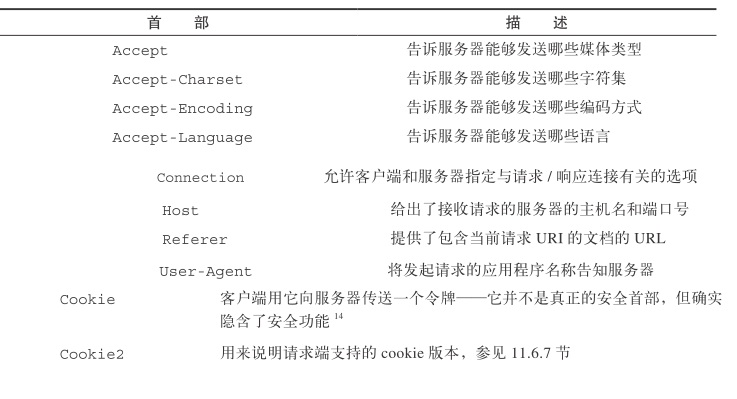 首 部 描 述
Accept 告诉服务器能够发送哪些媒体类型
Accept-Charset 告诉服务器能够发送哪些字符集
Accept-Encoding 告诉服务器能够发送哪些编码方式
Accept-Language 告诉服务器能够发送哪些语言
Connection 允许客户端和服务器指定与请求 / 响应连接有关的选项
Host 给出了接收请求的服务器的主机名和端口号
Referer 提供了包含当前请求 URI 的文档的 URL
User-Agent 将发起请求的应用程序名称告知服务器
Cookie 客户端用它向服务器传送一个令牌——它并不是真正的安全首部，但确实
隐含了安全功能 14
Cookie2 用来说明请求端支持的 cookie 版本，参见 11.6.7 节